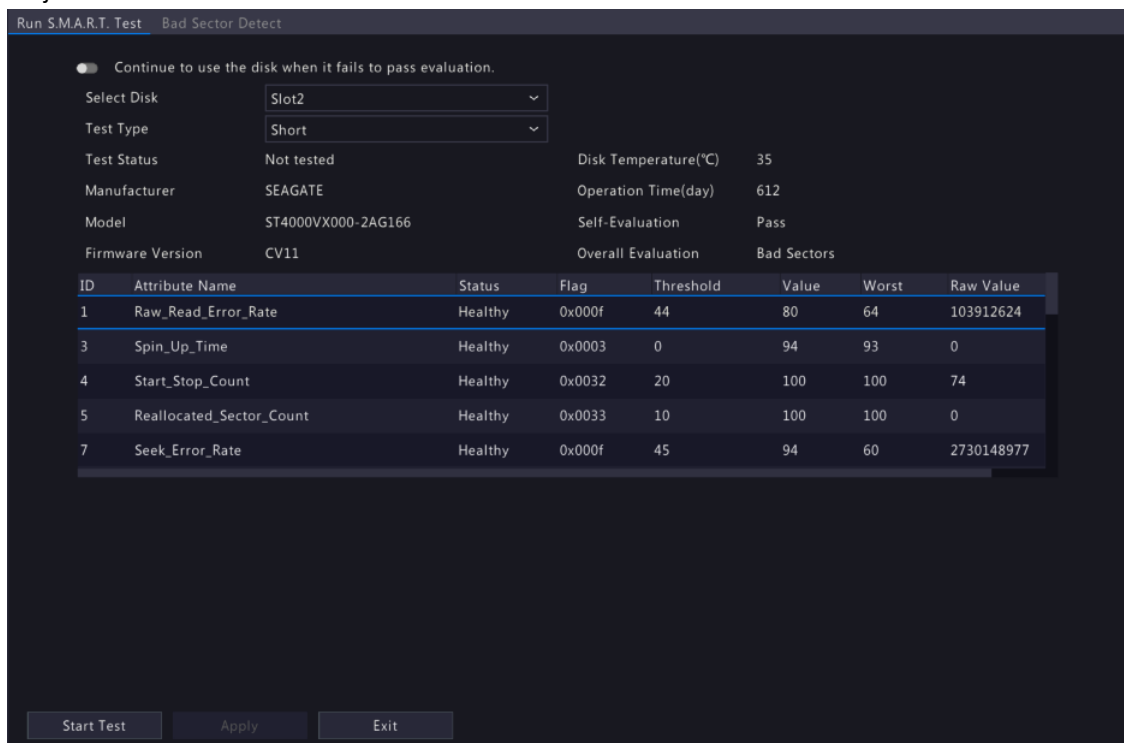 Run S.M.A.R.T. Test Bad Sector Detect
Continue to use the disk when it fails to pass evaluation.
Select Disk Slot2
Test Type Short
Test Status Not tested Disk Temperature(℃) 35
Manufacturer SEAGATE Operation Time(day) 612
Model ST4000VX000-2AG166 Self-Evaluation Pass
Firmware Version CV11 Overall Evaluation Bad Sectors
ID Attribute Name Status Flag Threshold Value Worst Raw Value
1 Raw_Read_Error_Rate Healthy 0x000f 44 80 64 103912624
3 Spin_Up_Time Healthy 0x0003 0 94 93 0
4 Start_Stop_Count Healthy 0x0032 20 100 100 74
5 Reallocated_Sector_Count Healthy 0x0033 10 100 100 0
7 Seek_Error_Rate Healthy 0x000f 45 94 60 2730148977
Start Test Apply Exit